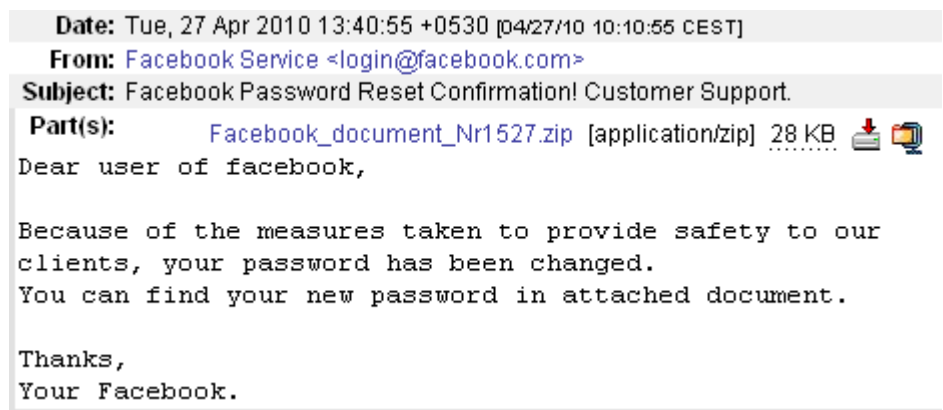 Date: Tue, 27 Apr 2010 13:40:55 +0530 [04/27/10 10:10:55 CEST]
From: Facebook Service <login@facebook.com>
Subject: Facebook Password Reset Confirmation! Customer Support.
Part(s): Facebook_document_Nr1527.zip [application/zip] 28 KB
Dear user of facebook,
Because of the measures taken to provide safety to our
clients, your password has been changed.
You can find your new password in attached document.
Thanks,
Your Facebook.